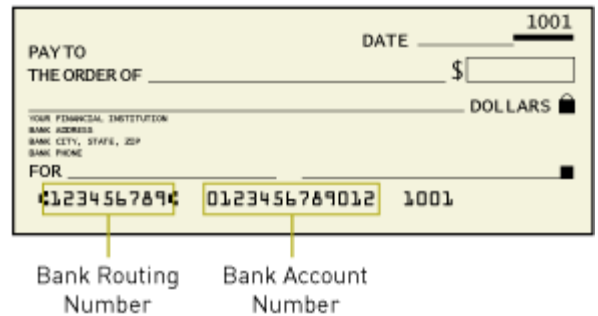 1001
DATE
PAY TO
THE ORDER OF $
DOLLARS
YOUR FINANCIAL INSTITUTION
BANK ADDRESS
BANK CITY, STATE, ZIP
BANK PHONE
FOR
⑆123456789⑆ 0123456789012 1001
Bank Routing Bank Account
Number Number